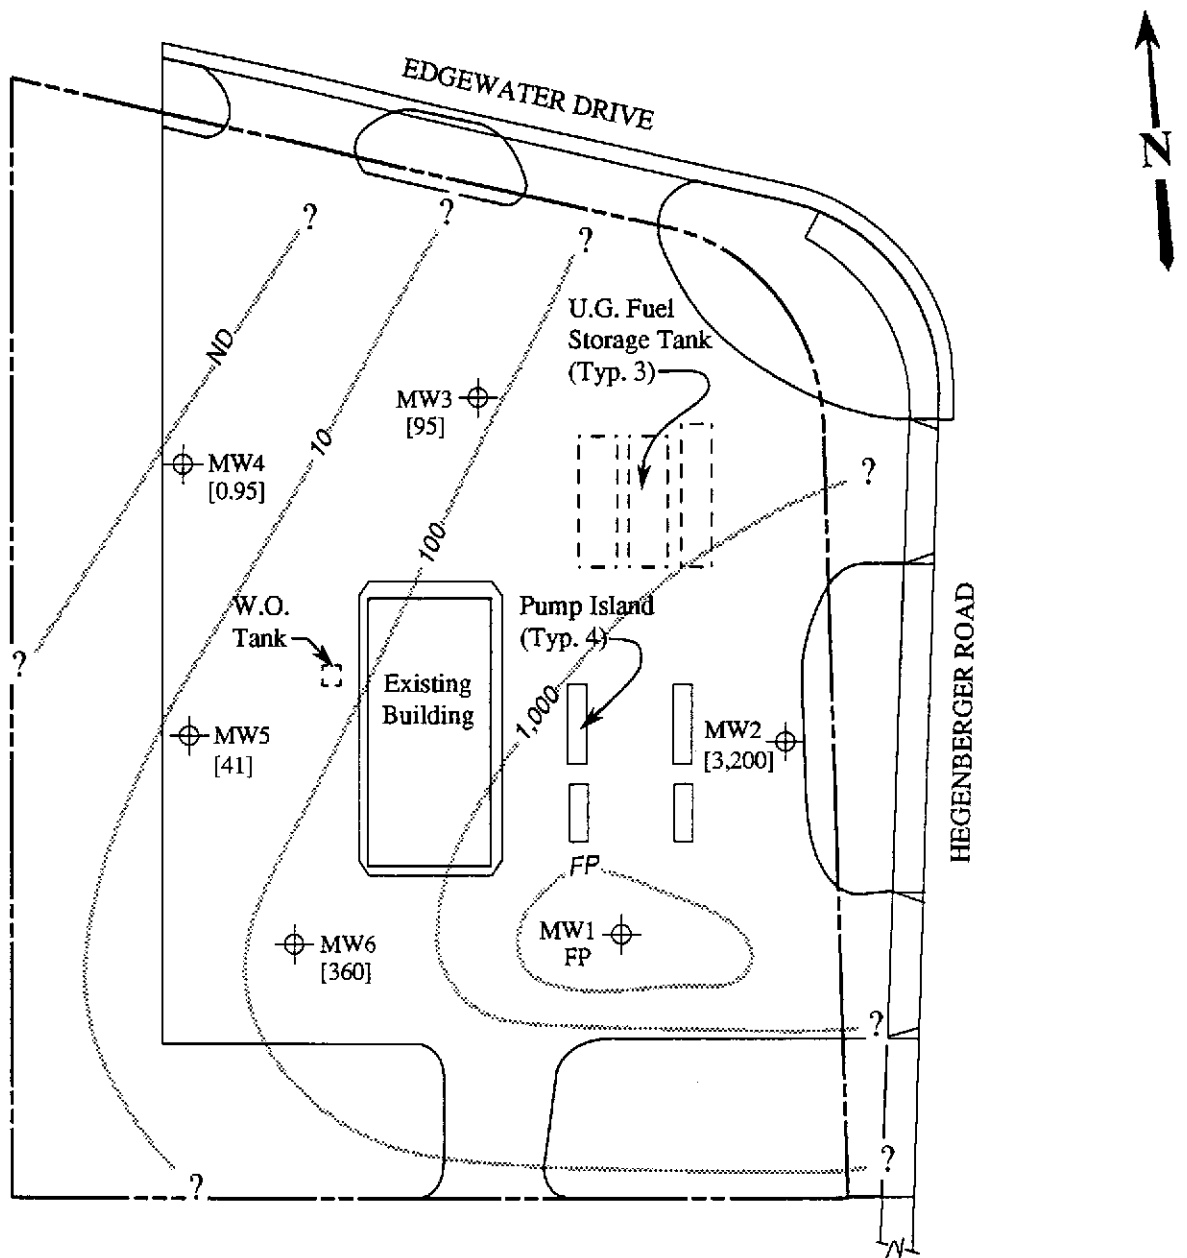 EDGEWATER DRIVE
N
?
?
?
U.G. Fuel
Storage Tank
(Typ. 3)
ND
MW3
[95]
10
MW4
[0.95]
?
100
W.O.
Tank
Pump Island
(Typ. 4)
?
Existing
Building
1,000
MW5
[41]
MW2
[3,200]
HEGENBERGER ROAD
FP
MW1
FP
MW6
[360]
?
?
?